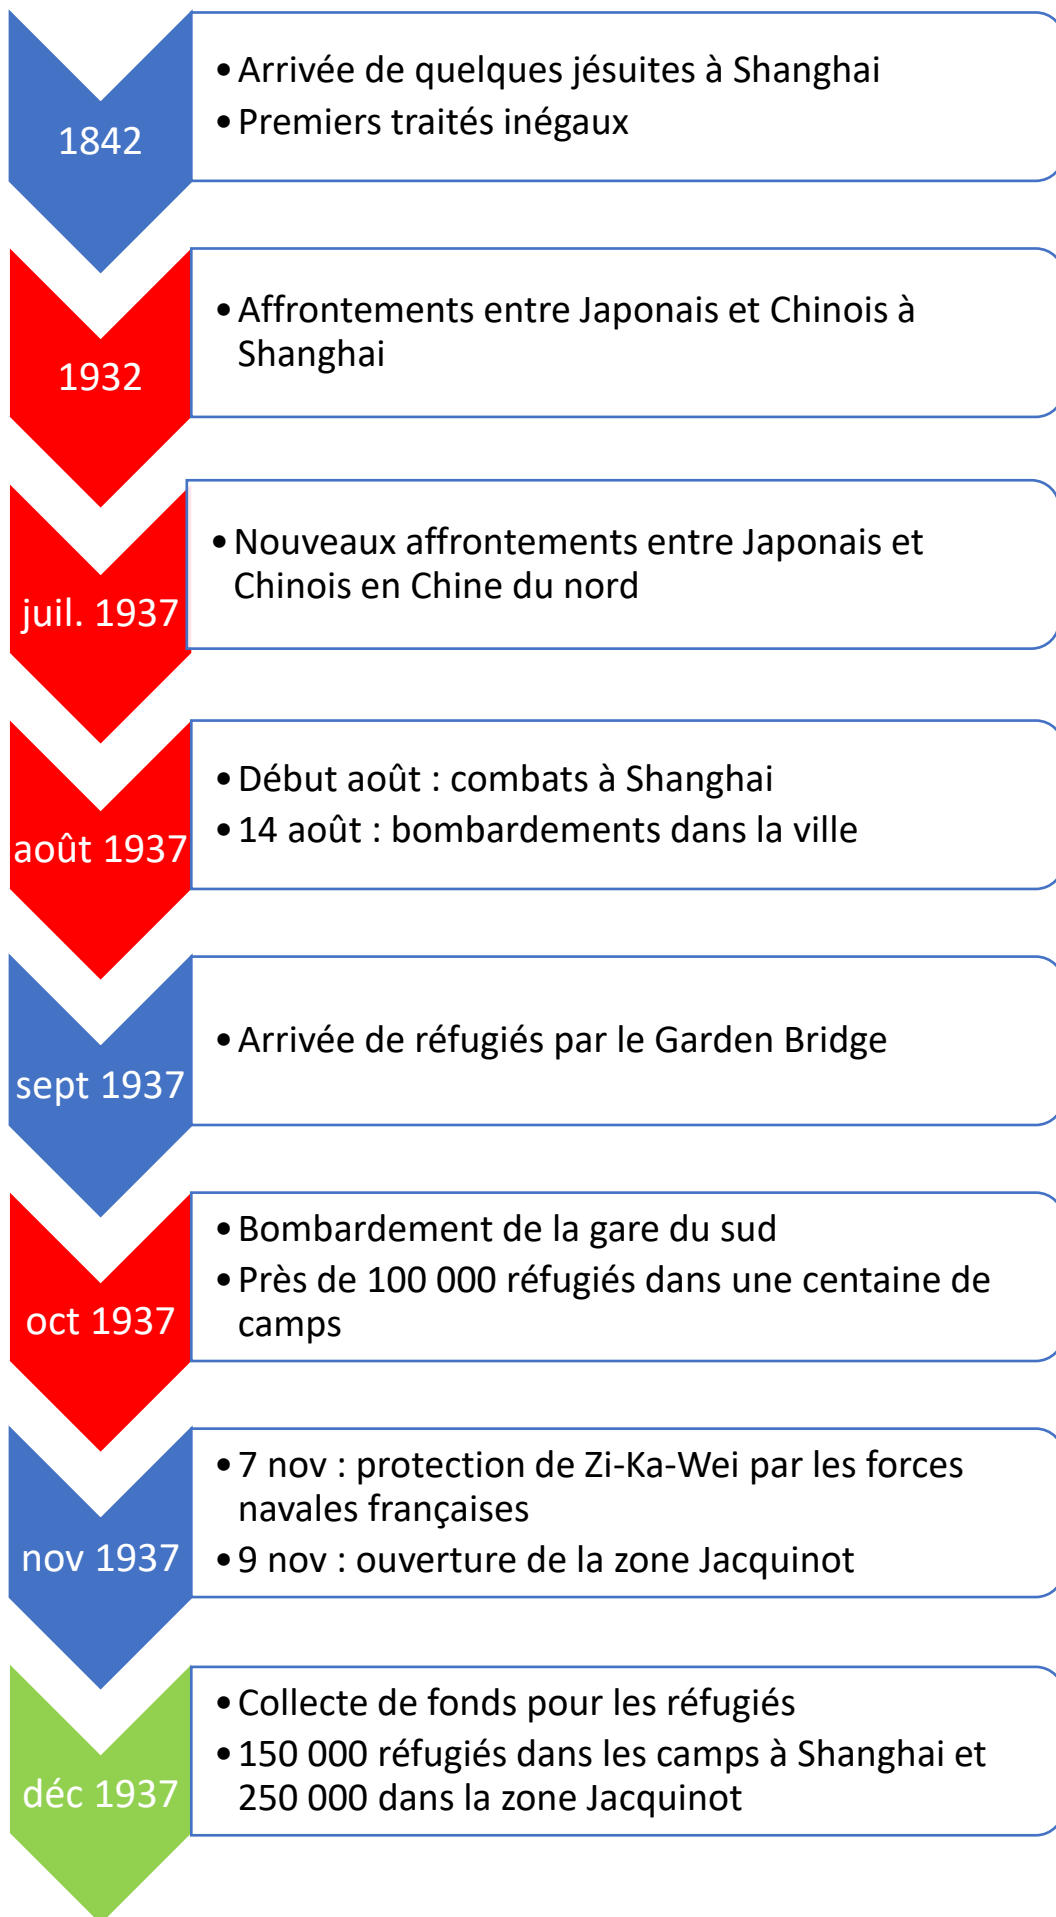 1842
• Arrivée de quelques jésuites à Shanghai
• Premiers traités inégaux
1932
• Affrontements entre Japonais et Chinois à
Shanghai
juil. 1937
• Nouveaux affrontements entre Japonais et
Chinois en Chine du nord
août 1937
• Début août : combats à Shanghai
• 14 août : bombardements dans la ville
sept 1937
• Arrivée de réfugiés par le Garden Bridge
oct 1937
• Bombardement de la gare du sud
• Près de 100 000 réfugiés dans une centaine de
camps
nov 1937
• 7 nov : protection de Zi-Ka-Wei par les forces
navales françaises
• 9 nov : ouverture de la zone Jacquinot
déc 1937
• Collecte de fonds pour les réfugiés
• 150 000 réfugiés dans les camps à Shanghai et
250 000 dans la zone Jacquinot